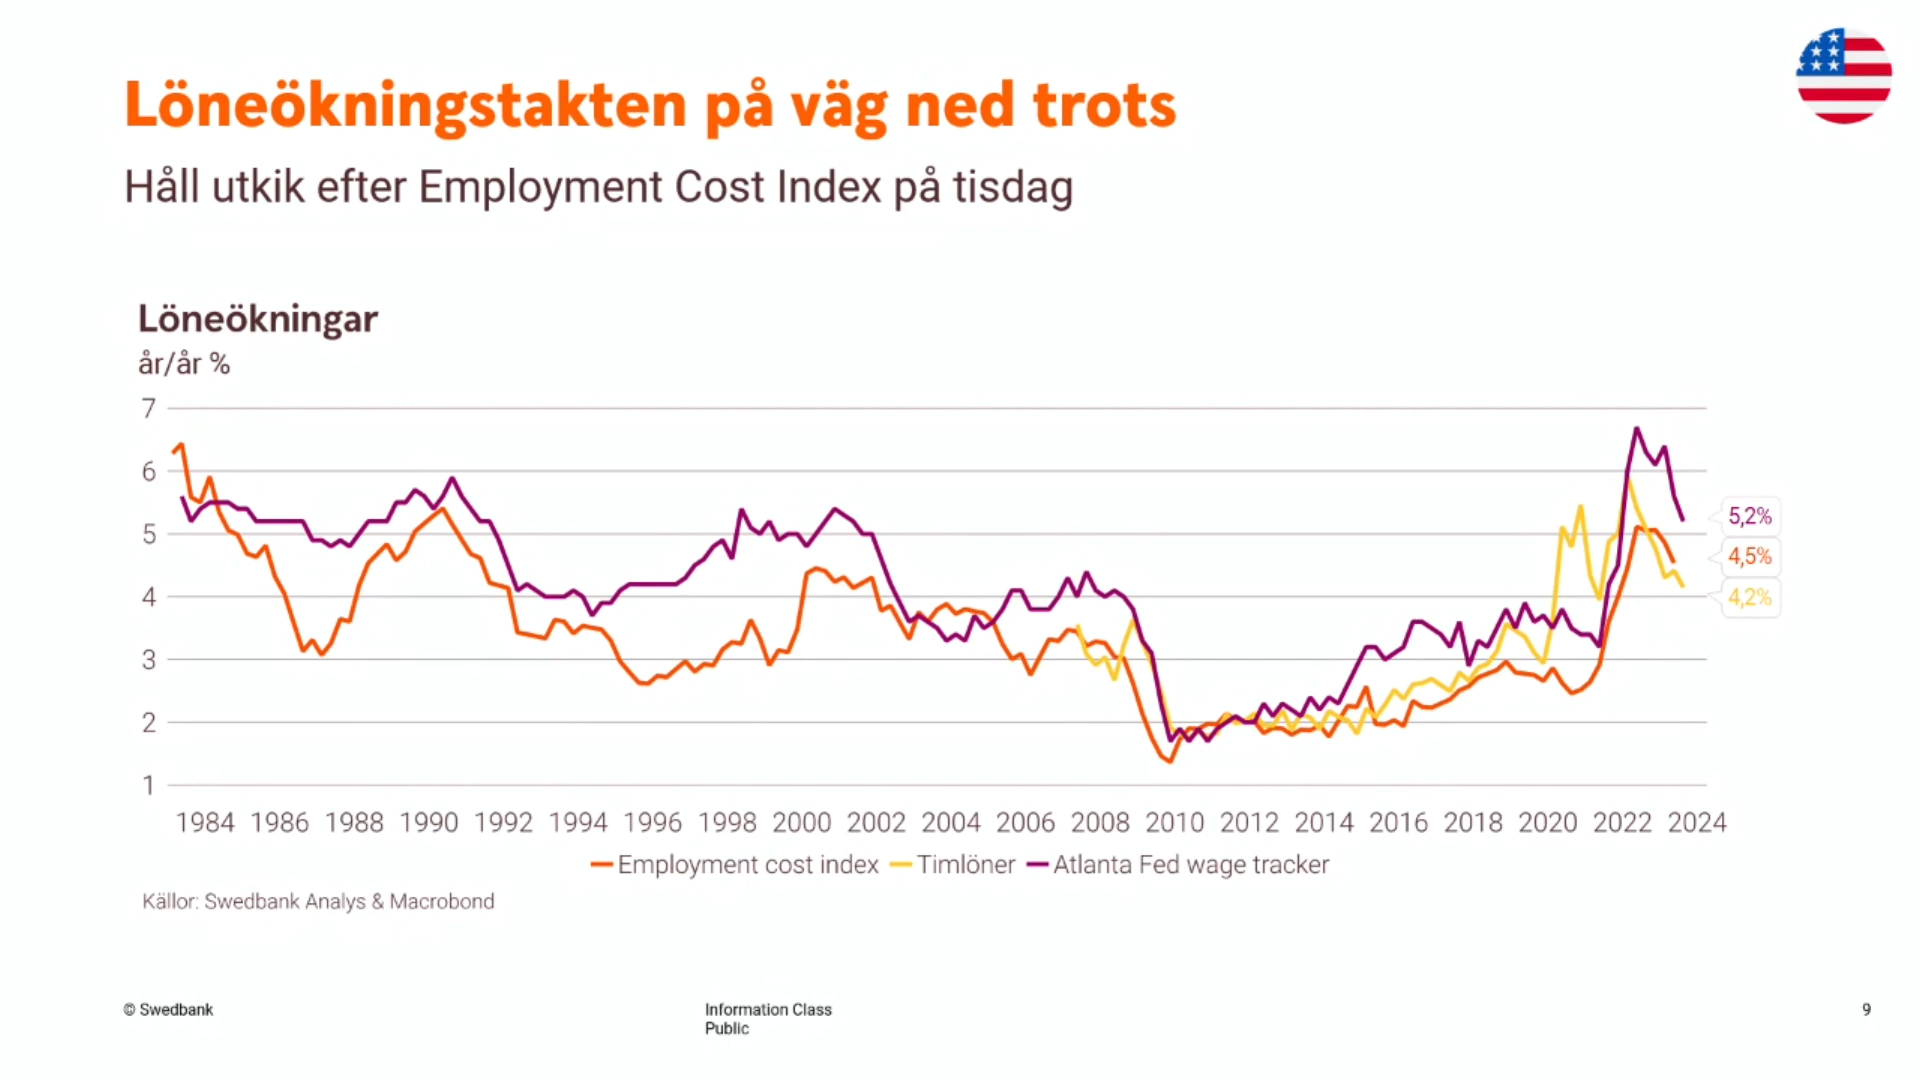 Löneökningstakten på väg ned trots
Håll utkik efter Employment Cost Index på tisdag
Löneökningar
år/år %
7
6
5
4
3
2
1
5,2%
4,5%
4,2%
1984 1986 1988 1990 1992 1994 1996 1998 2000 2002 2004 2006 2008 2010 2012 2014 2016 2018 2020 2022 2024
Employment cost index Timlöner Atlanta Fed wage tracker
Källor: Swedbank Analys & Macrobond
© Swedbank
Information Class
Public
9